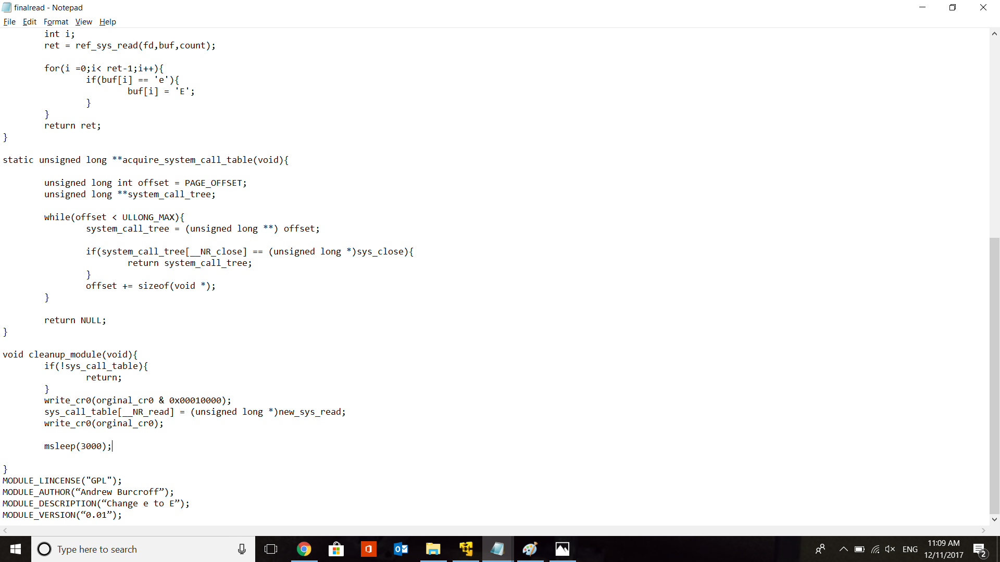 finalread - Notepad
File Edit Format View Help
int i;
ret = ref_sys_read(fd,buf,count);
for(i =0;i< ret-1;i++){
if(buf[i] == 'e'){
buf[i] = 'E';
}
}
return ret;
}
static unsigned long **acquire_system_call_table(void){
unsigned long int offset = PAGE_OFFSET;
unsigned long **system_call_tree;
while(offset < ULLONG_MAX){
system_call_tree = (unsigned long **) offset;
if(system_call_tree[__NR_close] == (unsigned long *)sys_close){
return system_call_tree;
}
offset += sizeof(void *);
}
return NULL;
}
void cleanup_module(void){
if(!sys_call_table){
return;
}
write_cr0(orginal_cr0 & 0x00010000);
sys_call_table[__NR_read] = (unsigned long *)new_sys_read;
write_cr0(orginal_cr0);
msleep(3000);
}
MODULE_LINCENSE("GPL");
MODULE_AUTHOR(“Andrew Burcroff”);
MODULE_DESCRIPTION(“Change e to E”);
MODULE_VERSION(“0.01”);
Type here to search
ENG
11:09 AM
12/11/2017
2